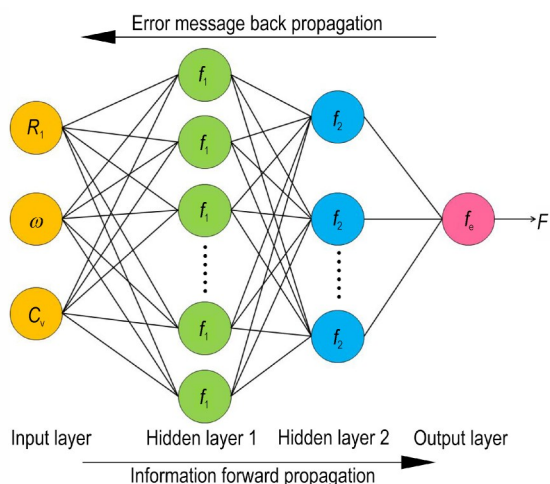 Error message back propagation
f₁
R₁
f₁
f₂
f₁
ω
f₂
fₑ
F
Cᵥ
f₁
f₂
f₁
Input layer
Hidden layer 1
Hidden layer 2
Output layer
Information forward propagation